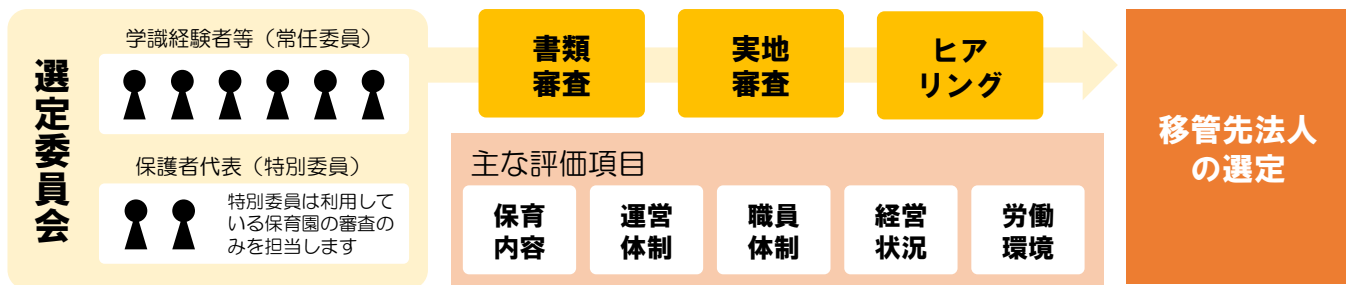 選定委員会
学識経験者等（常任委員）
保護者代表（特別委員）
特別委員は利用して
いる保育園の審査の
みを担当します
書類
審査
実地
審査
ヒア
リング
主な評価項目
保育
内容
運営
体制
職員
体制
経営
状況
労働
環境
移管先法人
の選定